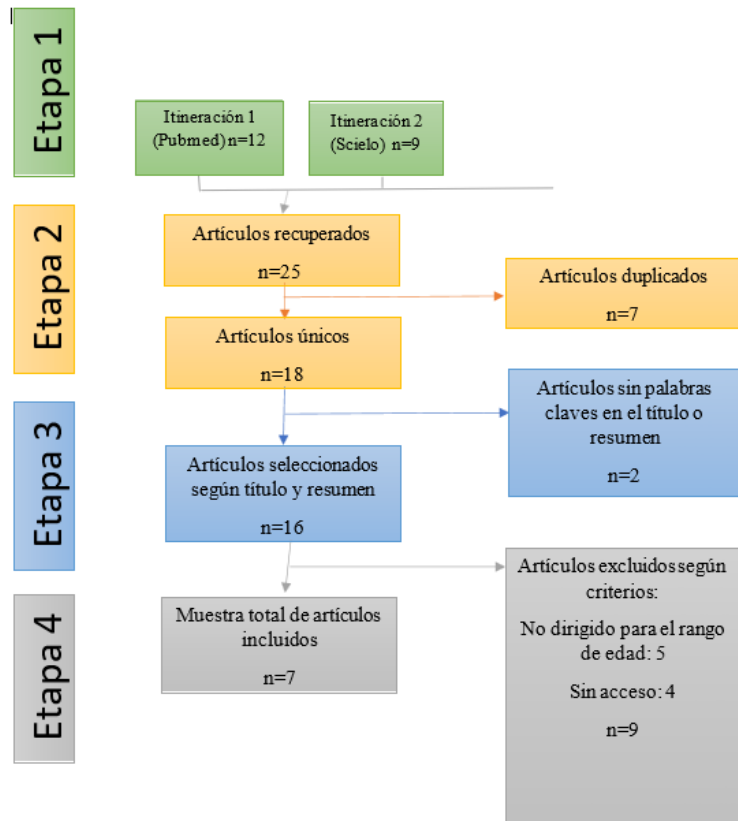 Etapa 1
Itineración 1
(Pubmed) n=12
Itineración 2
(Scielo) n=9
Etapa 2
Artículos recuperados
n=25
Artículos duplicados
n=7
Artículos únicos
n=18
Etapa 3
Artículos sin palabras
claves en el título o
resumen
n=2
Artículos seleccionados
según título y resumen
n=16
Etapa 4
Artículos excluidos según
criterios:
No dirigido para el rango
de edad: 5
Sin acceso: 4
n=9
Muestra total de artículos
incluidos
n=7